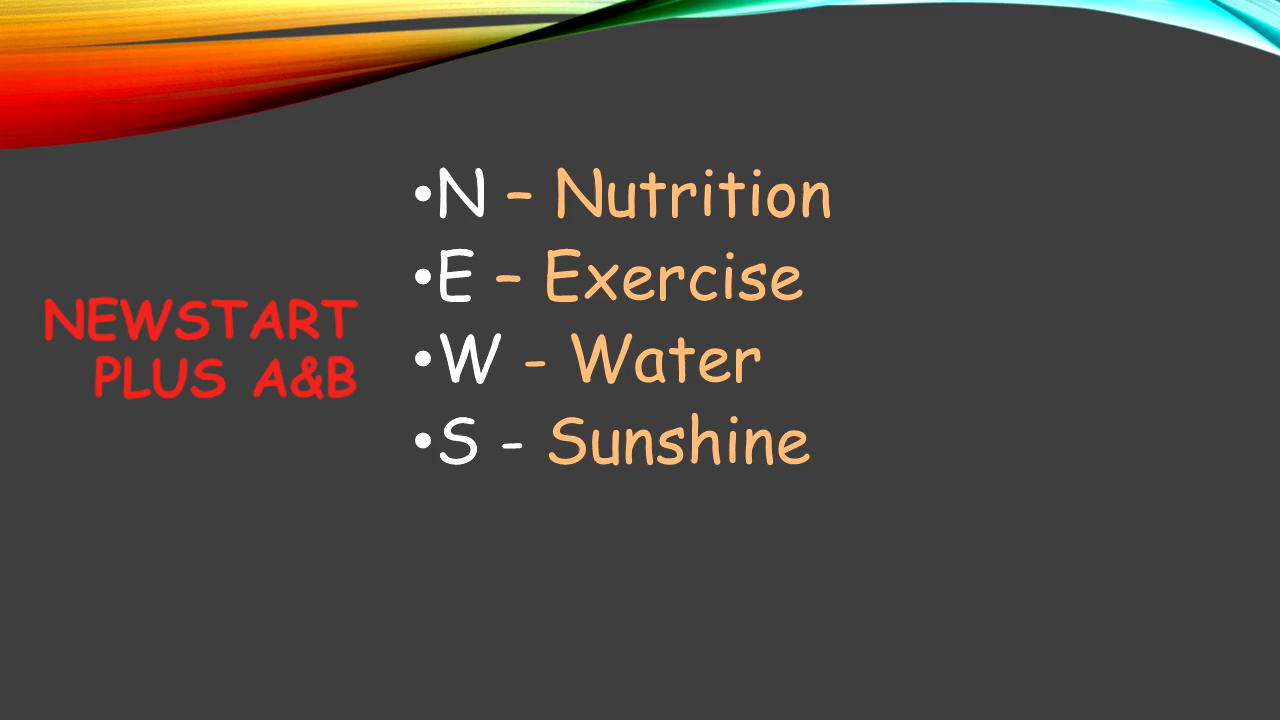 NEWSTART
PLUS A&B
•N – Nutrition
•E – Exercise
•W - Water
•S - Sunshine